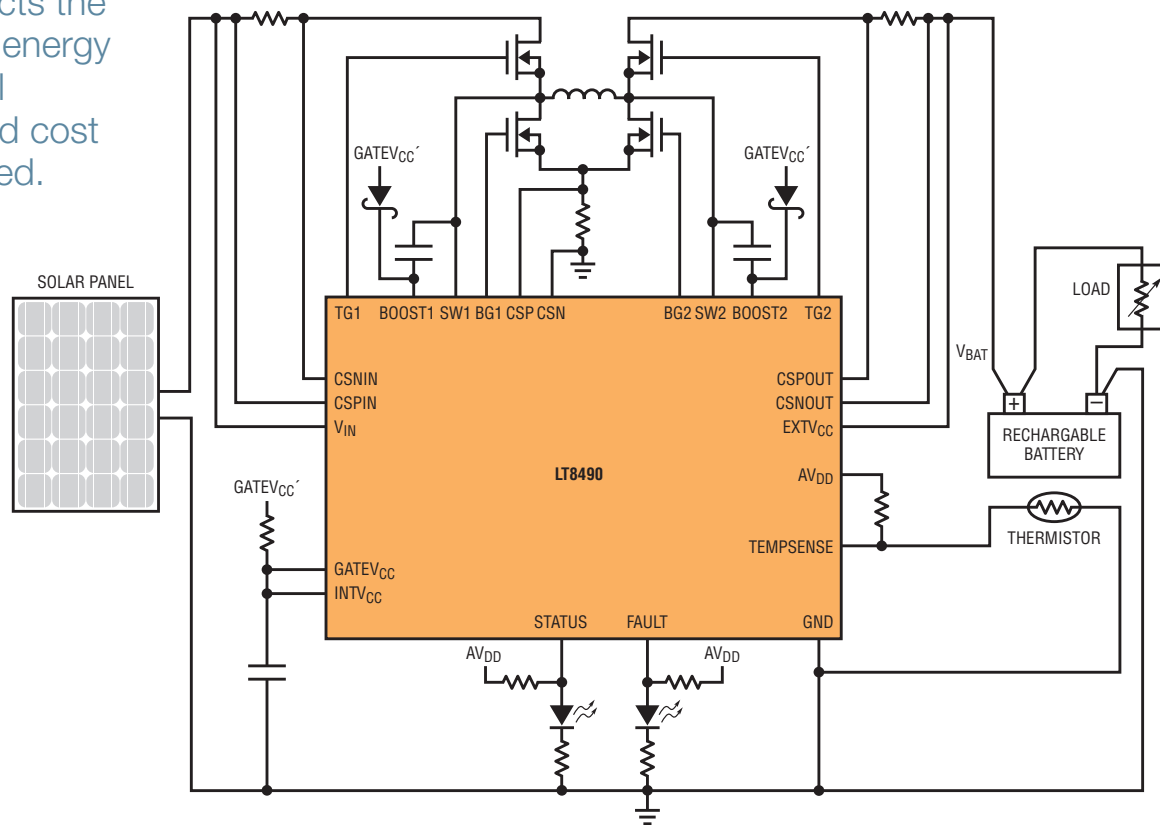 cts the
energy
l
d cost
ed.
GATEVCC´
GATEVCC´
SOLAR PANEL
LOAD
TG1 BOOST1 SW1 BG1 CSP CSN BG2 SW2 BOOST2 TG2
VBAT
CSNIN
CSPOUT
CSPIN
CSNOUT
VIN
EXTVCC
+
−
RECHARGABLE
BATTERY
LT8490
AVDD
GATEVCC´
THERMISTOR
TEMPSENSE
GATEVCC
INTVCC
STATUS FAULT GND
AVDD
AVDD